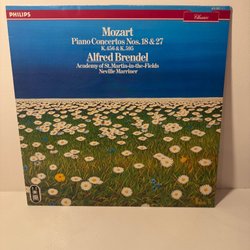 PHILIPS
Classics
Mozart
Piano Concertos Nos. 18 & 27
K. 456 & K. 595
Alfred Brendel
Academy of St. Martin-in-the-Fields
Neville Marriner